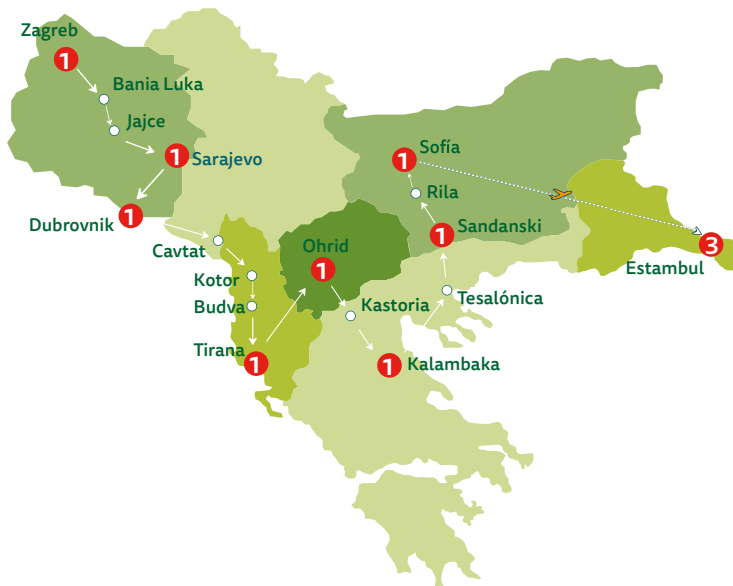 Zagreb
1
Bania Luka
Jajce
1
Sarajevo
Dubrovnik
1
Cavtat
Kotor
Budva
Tirana
1
Ohrid
1
Kastoria
1
Kalambaka
Tesalónica
Sandanski
1
Rila
Sofía
1
Estambul
3